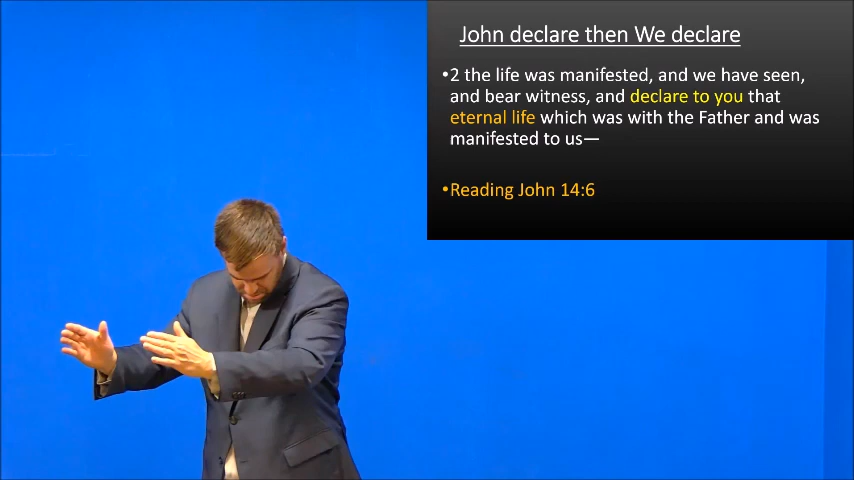 John declare then We declare
•2 the life was manifested, and we have seen,
and bear witness, and declare to you that
eternal life which was with the Father and was
manifested to us—
•Reading John 14:6